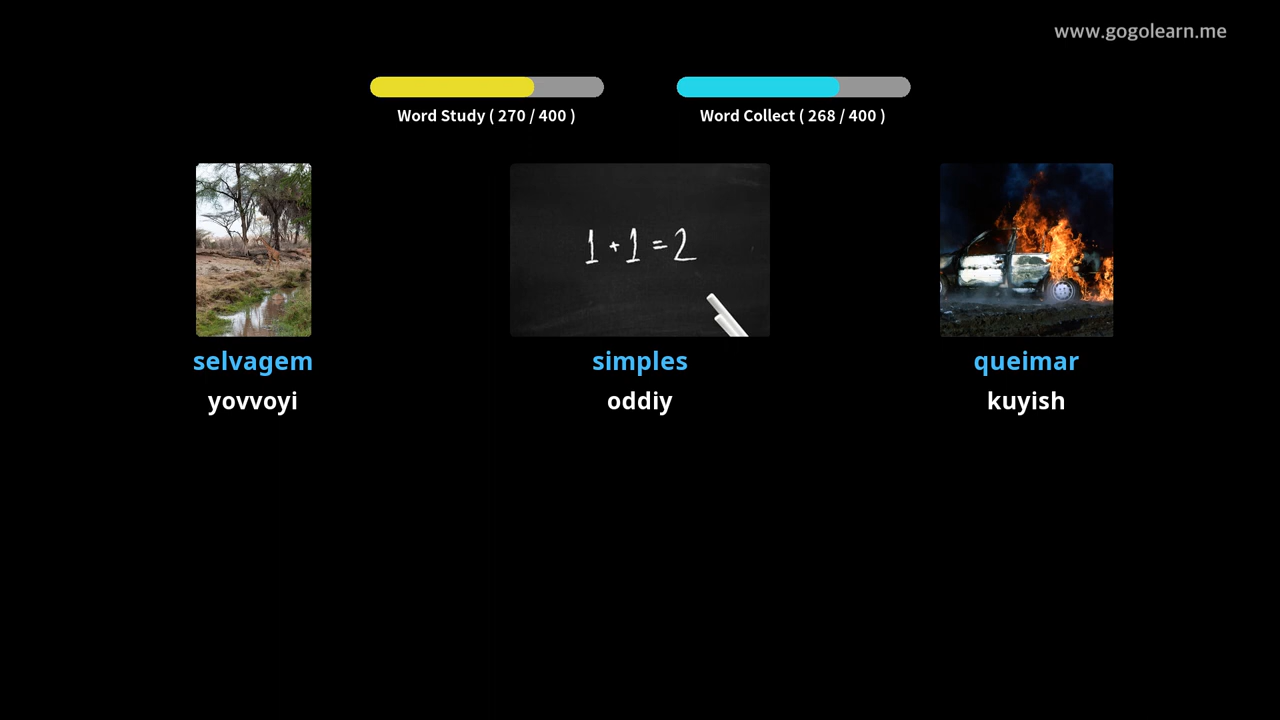 www.gogolearn.me
Word Study ( 270 / 400 )
Word Collect ( 268 / 400 )
1 + 1 = 2
selvagem
simples
queimar
yovvoyi
oddiy
kuyish